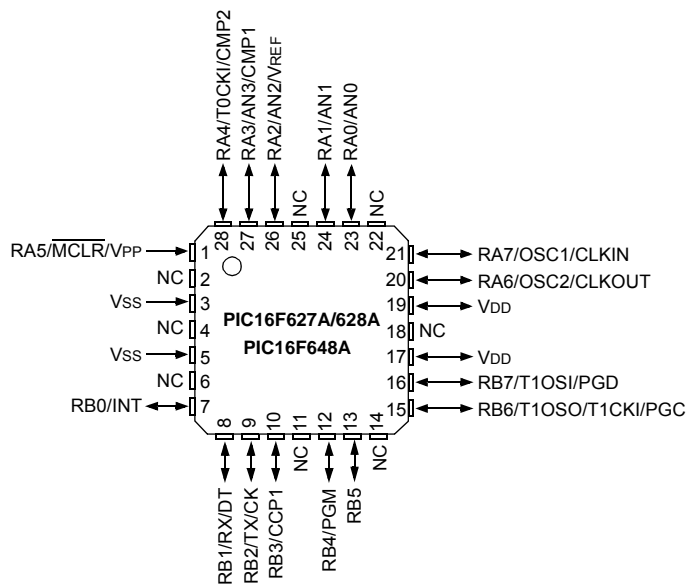 RA4/T0CKI/CMP2
RA3/AN3/CMP1
RA2/AN2/VREF
NC
RA1/AN1
RA0/AN0
NC
28
27
26
25
24
23
22
RA5/MCLR/VPP
1
NC
2
VSS
3
NC
4
VSS
5
NC
6
RB0/INT
7
PIC16F627A/628A
PIC16F648A
21
RA7/OSC1/CLKIN
20
RA6/OSC2/CLKOUT
19
VDD
18
NC
17
VDD
16
RB7/T1OSI/PGD
15
RB6/T1OSO/T1CKI/PGC
8
9
10
11
12
13
14
RB1/RX/DT
RB2/TX/CK
RB3/CCP1
NC
RB4/PGM
RB5
NC